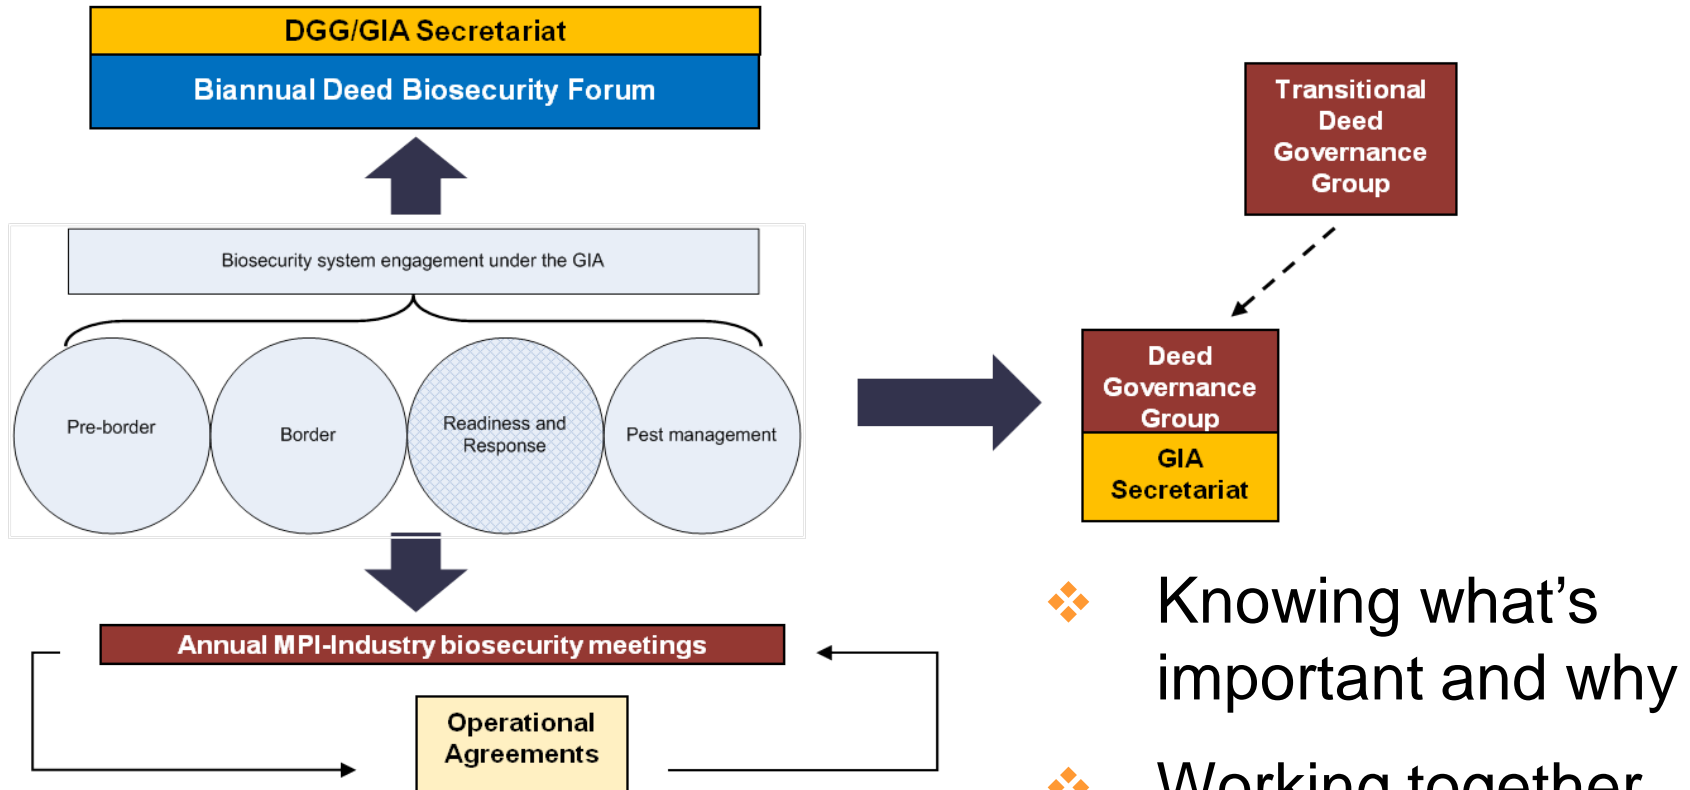 DGG/GIA Secretariat
Biannual Deed Biosecurity Forum
Transitional
Deed
Governance
Group
Biosecurity system engagement under the GIA
Pre-border
Border
Readiness and
Response
Pest management
Deed
Governance
Group
GIA
Secretariat
Annual MPI-Industry biosecurity meetings
Operational
Agreements
Knowing what’s
important and why
Working together